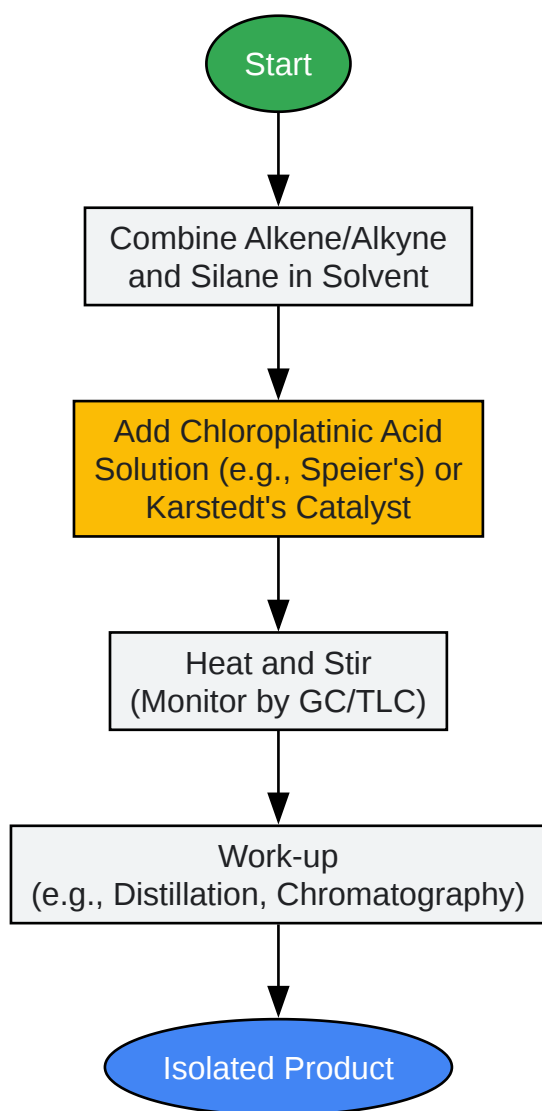 Start
Combine Alkene/Alkyne
and Silane in Solvent
Add Chloroplatinic Acid
Solution (e.g., Speier's) or
Karstedt's Catalyst
Heat and Stir
(Monitor by GC/TLC)
Work-up
(e.g., Distillation, Chromatography)
Isolated Product